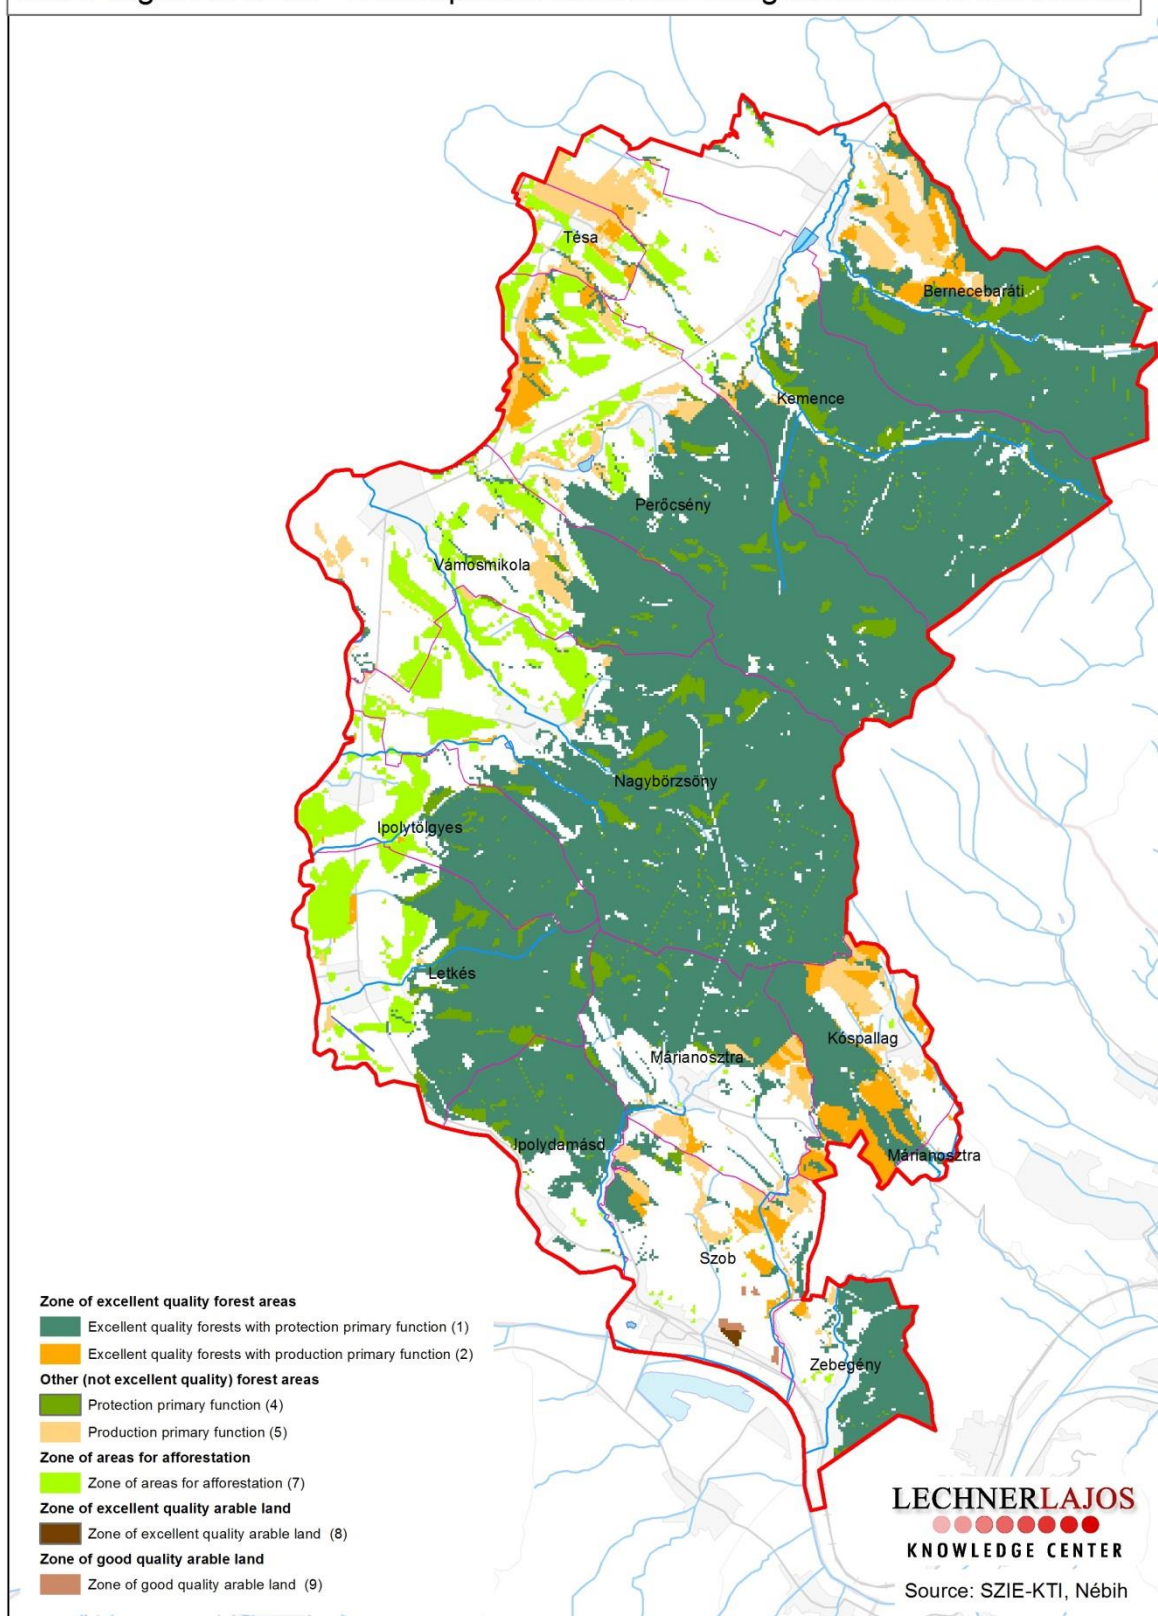 Tésa
Bernecebaráti
Kemence
Perőcsény
Vámosmikola
Nagybörzsöny
Ipolytölgyes
Letkés
Kóspallag
Márianosztra
Ipolydamásd
Márianosztra
Szob
Zebegény
Zone of excellent quality forest areas
Excellent quality forests with protection primary function (1)
Excellent quality forests with production primary function (2)
Other (not excellent quality) forest areas
Protection primary function (4)
Production primary function (5)
Zone of areas for afforestation
Zone of areas for afforestation (7)
Zone of excellent quality arable land
Zone of excellent quality arable land (8)
Zone of good quality arable land
Zone of good quality arable land (9)
LECHNERLAJOS
KNOWLEDGE CENTER
Source: SZIE-KTI, Nébih